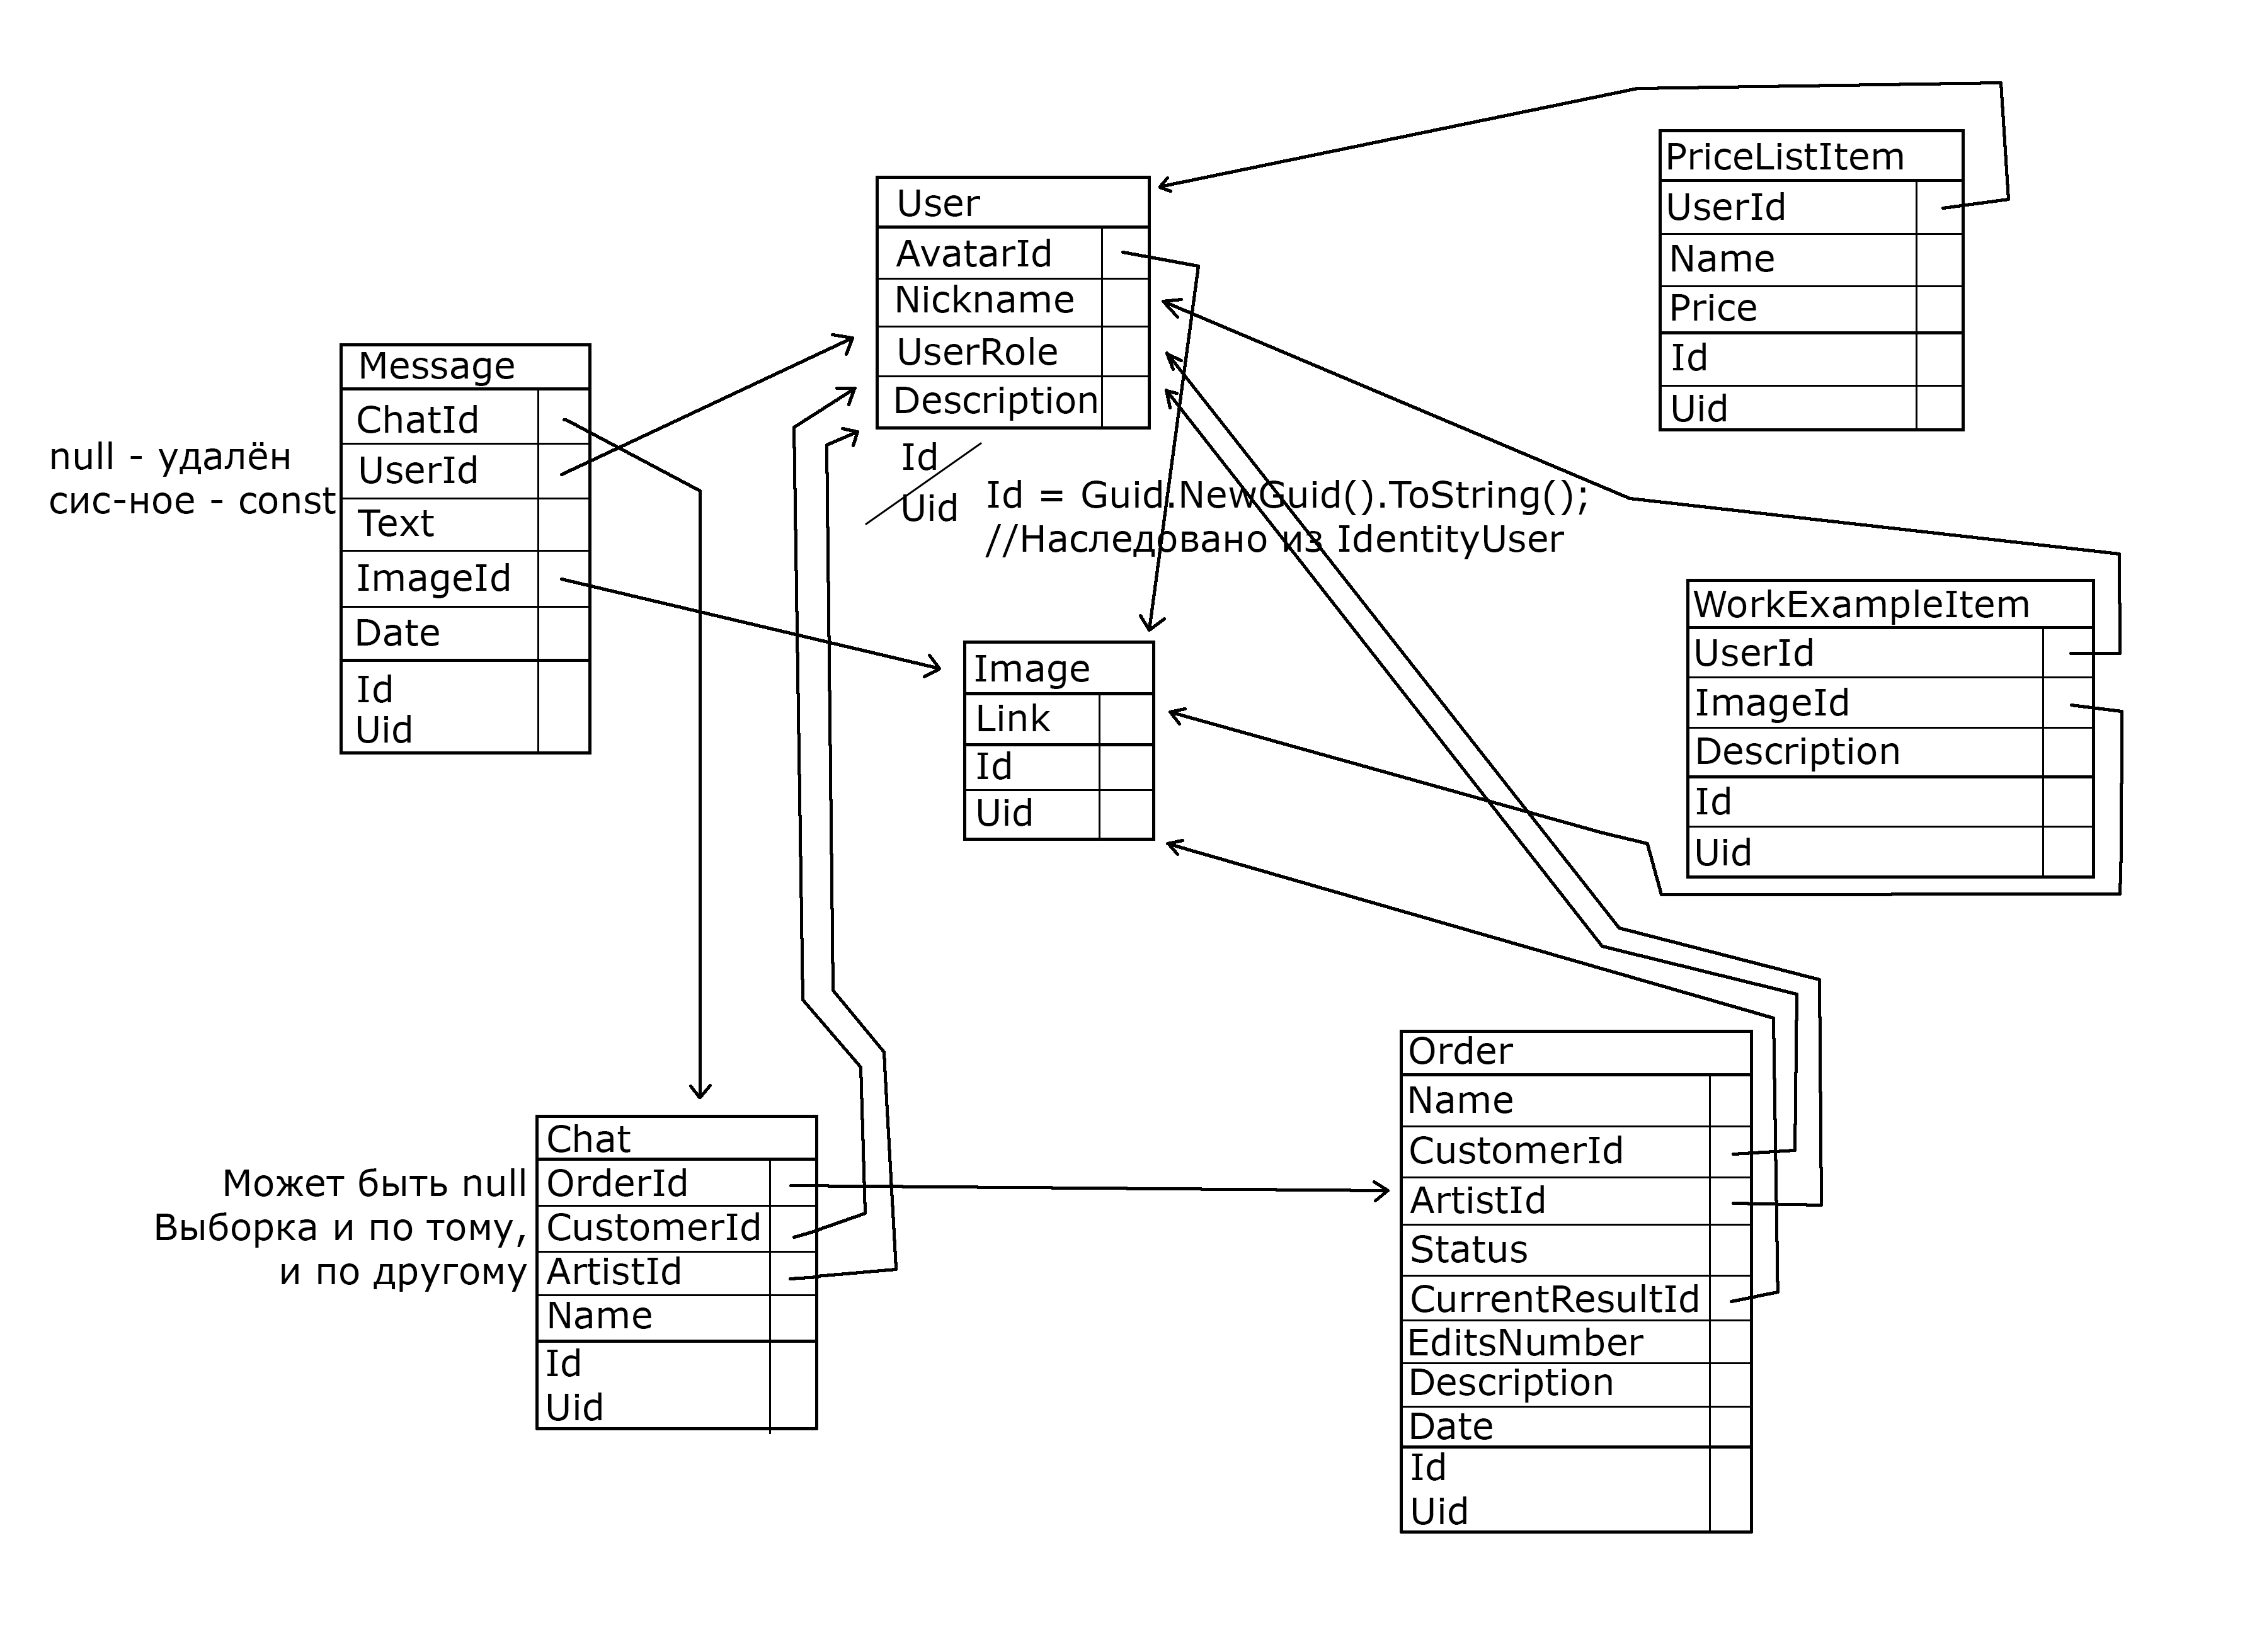 PriceListItem
UserId
Name
Price
Id
Uid
User
AvatarId
Nickname
UserRole
Description
Id
Uid
Id = Guid.NewGuid().ToString();
//Наследовано из IdentityUser
Message
ChatId
UserId
Text
ImageId
Date
Id
Uid
null - удалён
сис-ное - const
WorkExampleItem
UserId
ImageId
Description
Id
Uid
Image
Link
Id
Uid
Chat
OrderId
CustomerId
ArtistId
Name
Id
Uid
Может быть null
Выборка и по тому,
и по другому
Order
Name
CustomerId
ArtistId
Status
CurrentResultId
EditsNumber
Description
Date
Id
Uid